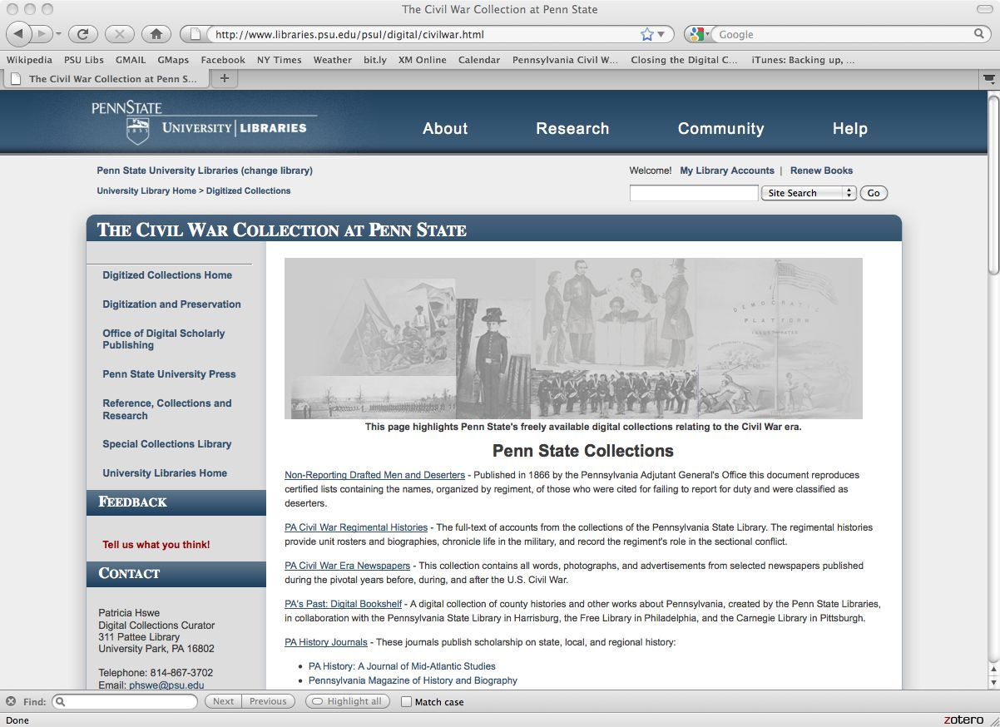 The Civil War Collection at Penn State
http://www.libraries.psu.edu/psul/digital/civilwar.html
Google
Wikipedia PSU Libs GMAIL GMaps Facebook NY Times Weather bit.ly XM Online Calendar Pennsylvania Civil W... Closing the Digital C... iTunes: Backing up, ...
The Civil War Collection at Penn S... +
PENNSTATE
1855 UNIVERSITY LIBRARIES
About Research Community Help
Penn State University Libraries (change library)
Welcome! My Library Accounts | Renew Books
University Library Home > Digitized Collections
Site Search Go
THE CIVIL WAR COLLECTION AT PENN STATE
Digitized Collections Home
Digitization and Preservation
Office of Digital Scholarly
Publishing
Penn State University Press
Reference, Collections and
Research
Special Collections Library
University Libraries Home
FEEDBACK
Tell us what you think!
CONTACT
Patricia Hswe
Digital Collections Curator
311 Pattee Library
University Park, PA 16802
Telephone: 814-867-3702
Email: phswe@psu.edu
DEMOCRATIC
PLATFORM
ILLUSTRATED
This page highlights Penn State's freely available digital collections relating to the Civil War era.
Penn State Collections
Non-Reporting Drafted Men and Deserters - Published in 1866 by the Pennsylvania Adjutant General's Office this document reproduces
certified lists containing the names, organized by regiment, of those who were cited for failing to report for duty and were classified as
deserters.
PA Civil War Regimental Histories - The full-text of accounts from the collections of the Pennsylvania State Library. The regimental histories
provide unit rosters and biographies, chronicle life in the military, and record the regiment's role in the sectional conflict.
PA Civil War Era Newspapers - This collection contains all words, photographs, and advertisements from selected newspapers published
during the pivotal years before, during, and after the U.S. Civil War.
PA's Past: Digital Bookshelf - A digital collection of county histories and other works about Pennsylvania, created by the Penn State Libraries,
in collaboration with the Pennsylvania State Library in Harrisburg, the Free Library in Philadelphia, and the Carnegie Library in Pittsburgh.
PA History Journals - These journals publish scholarship on state, local, and regional history:
• PA History: A Journal of Mid-Atlantic Studies
• Pennsylvania Magazine of History and Biography
Find: Next Previous Highlight all Match case
Done zotero